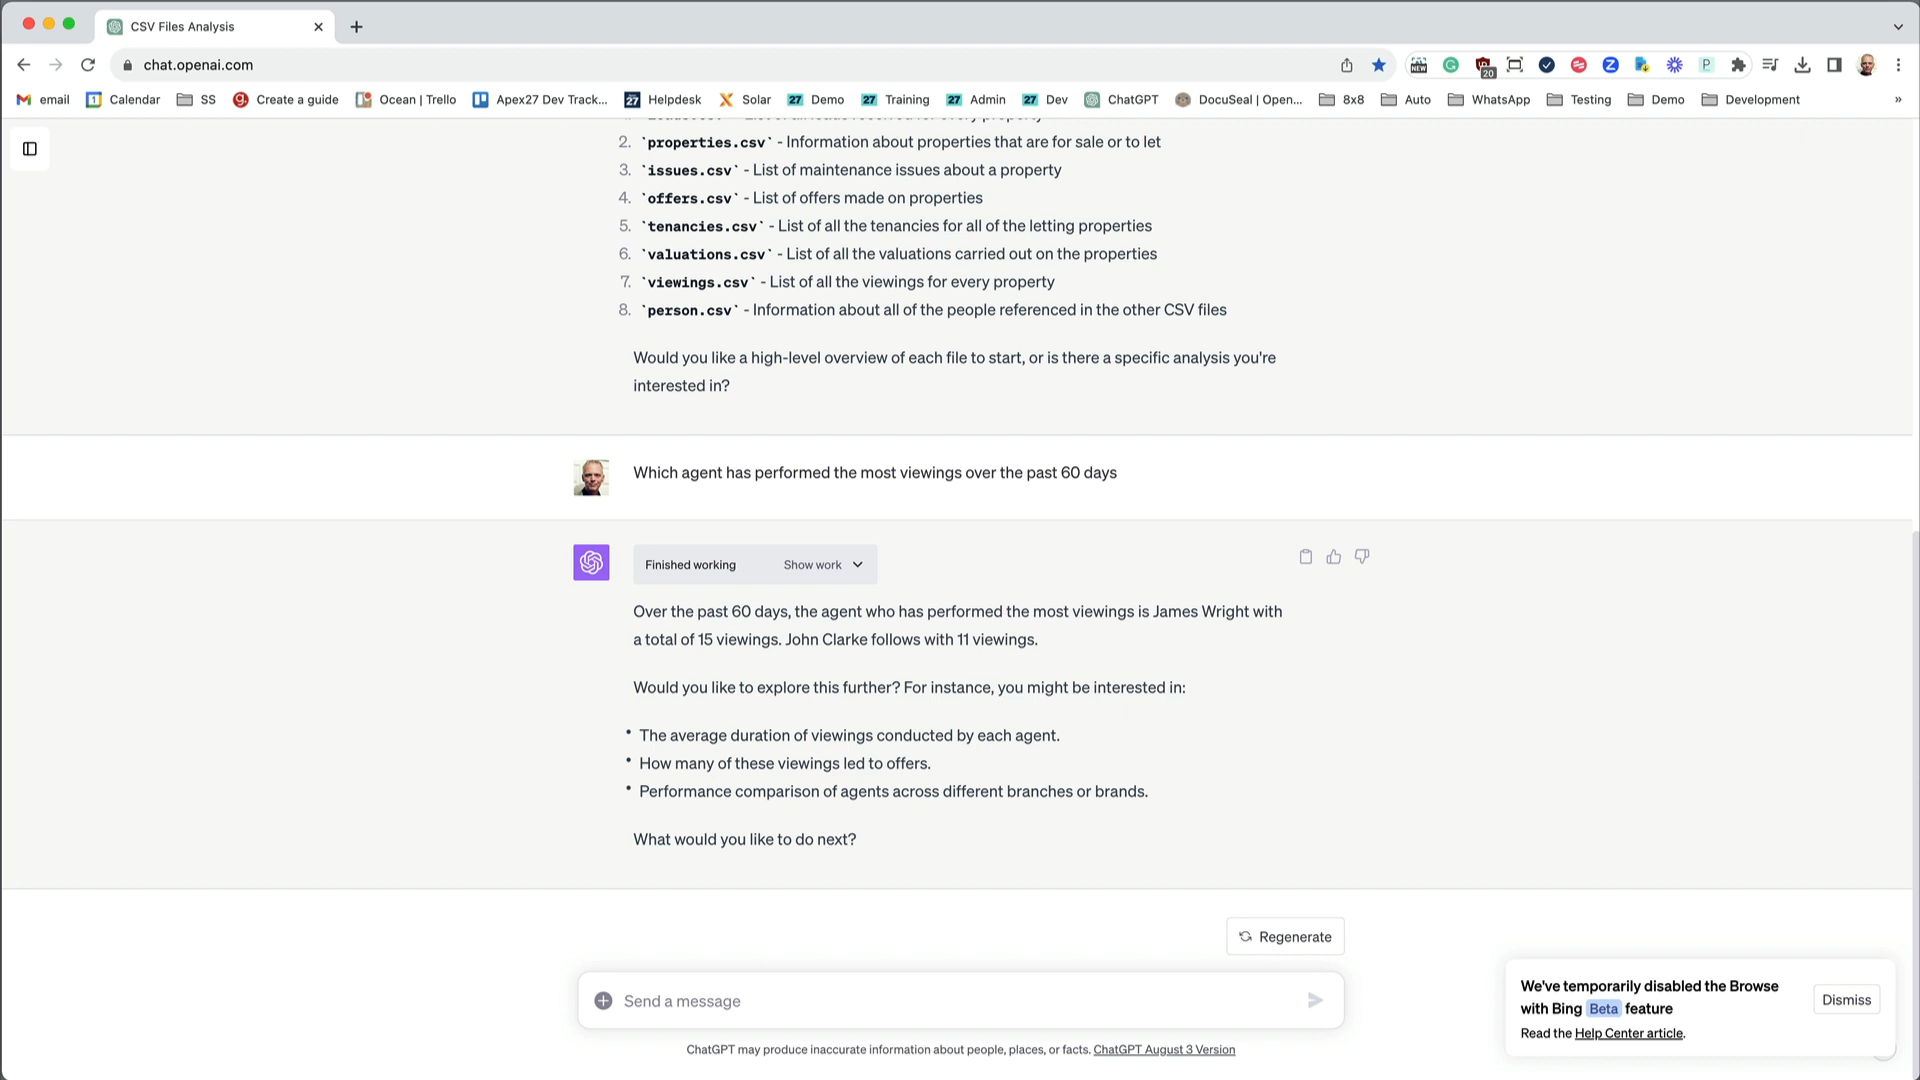 CSV Files Analysis
chat.openai.com
NEW
20
Z
P
email
1 Calendar
SS
g Create a guide
Ocean | Trello
Apex27 Dev Track...
27 Helpdesk
Solar
27 Demo
27 Training
27 Admin
27 Dev
ChatGPT
DocuSeal | Open...
8x8
Auto
WhatsApp
Testing
Demo
Development
»
2. `properties.csv` - Information about properties that are for sale or to let
3. `issues.csv` - List of maintenance issues about a property
4. `offers.csv` - List of offers made on properties
5. `tenancies.csv` - List of all the tenancies for all of the letting properties
6. `valuations.csv` - List of all the valuations carried out on the properties
7. `viewings.csv` - List of all the viewings for every property
8. `person.csv` - Information about all of the people referenced in the other CSV files
Would you like a high-level overview of each file to start, or is there a specific analysis you're
interested in?
Which agent has performed the most viewings over the past 60 days
Finished working Show work
Over the past 60 days, the agent who has performed the most viewings is James Wright with
a total of 15 viewings. John Clarke follows with 11 viewings.
Would you like to explore this further? For instance, you might be interested in:
• The average duration of viewings conducted by each agent.
• How many of these viewings led to offers.
• Performance comparison of agents across different branches or brands.
What would you like to do next?
Regenerate
Send a message
ChatGPT may produce inaccurate information about people, places, or facts. ChatGPT August 3 Version
We've temporarily disabled the Browse
with Bing Beta feature
Read the Help Center article.
Dismiss